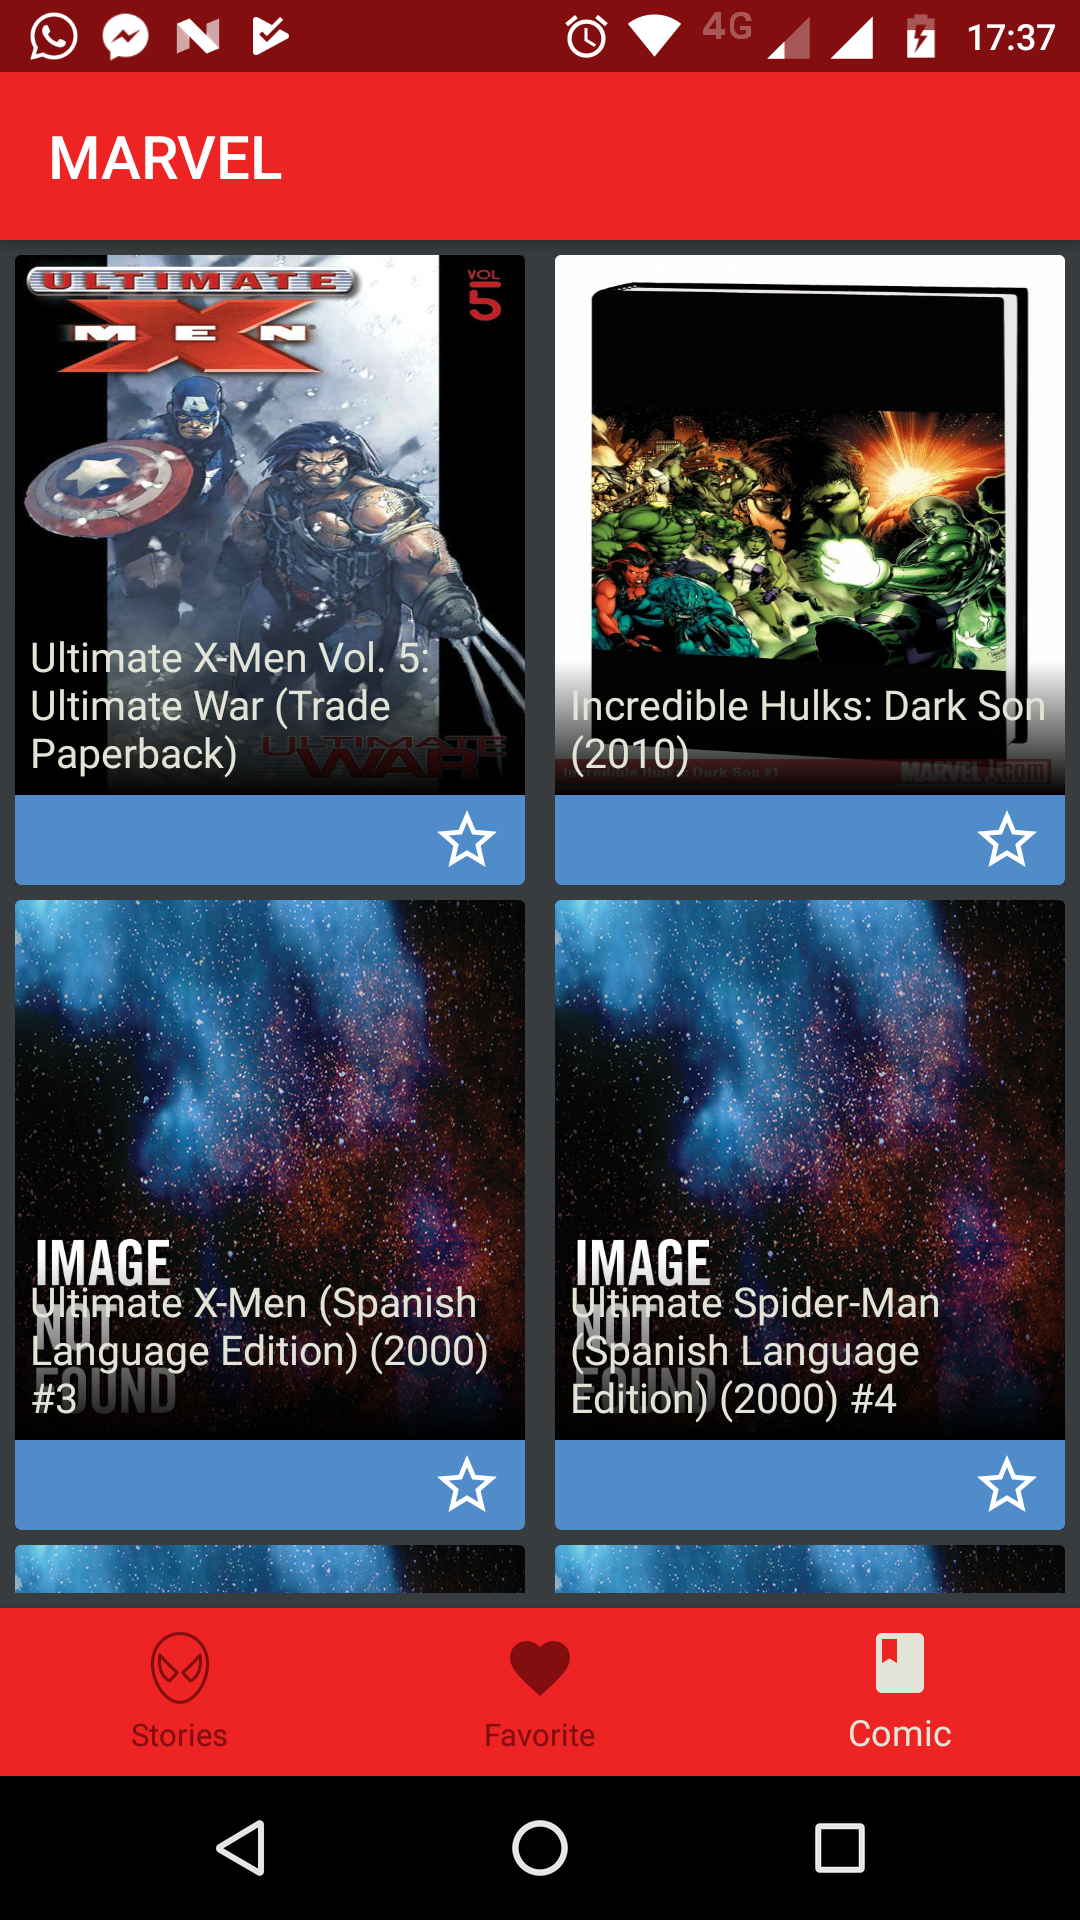 4G
17:37
MARVEL
ULTIMATE
VOL
5
X
MEN
Ultimate X-Men Vol. 5:
Ultimate War (Trade
Paperback)
ULTIMATE
WAR
Incredible Hulks: Dark Son
(2010)
Incredible Hulks: Dark Son #1
MARVEL.com
IMAGE
NOT
FOUND
Ultimate X-Men (Spanish
Language Edition) (2000)
#3
IMAGE
NOT
FOUND
Ultimate Spider-Man
(Spanish Language
Edition) (2000) #4
Stories
Favorite
Comic